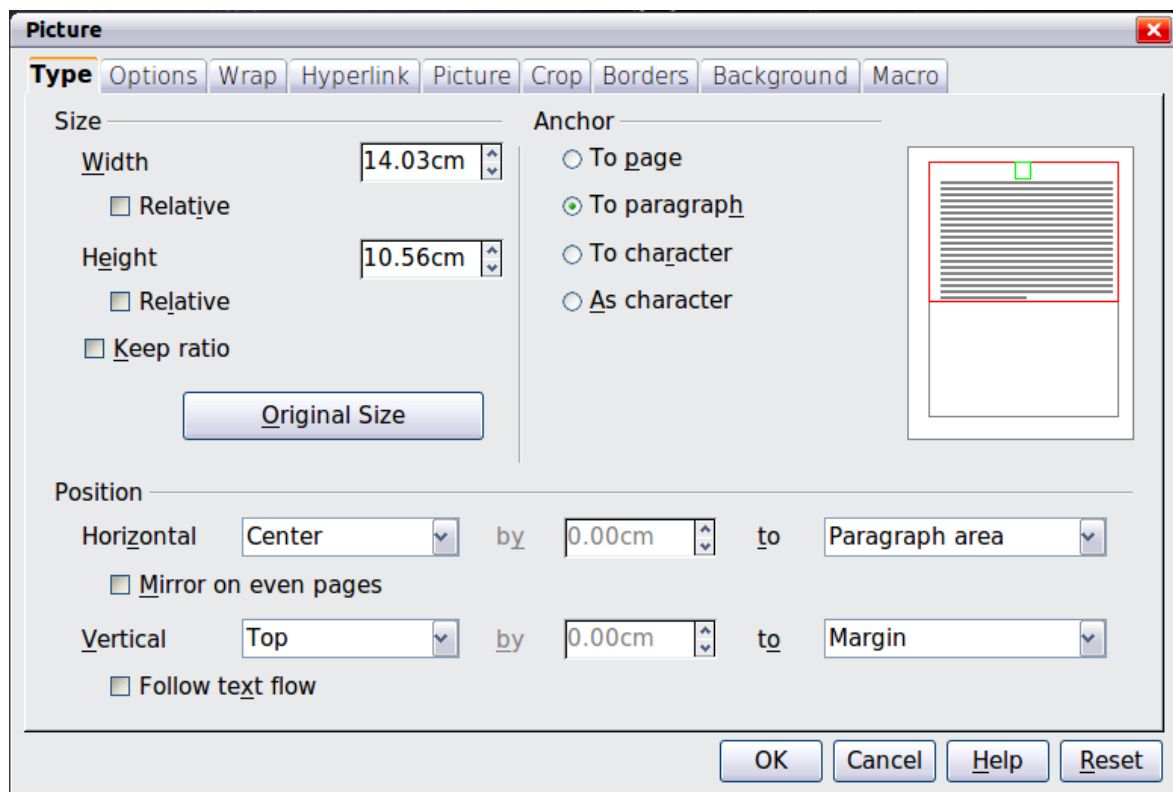 Picture
Type Options Wrap Hyperlink Picture Crop Borders Background Macro
Size
Width 14.03cm
Relative
Height 10.56cm
Relative
Keep ratio
Original Size
Anchor
To page
To paragraph
To character
As character
Position
Horizontal Center by 0.00cm to Paragraph area
Mirror on even pages
Vertical Top by 0.00cm to Margin
Follow text flow
OK Cancel Help Reset